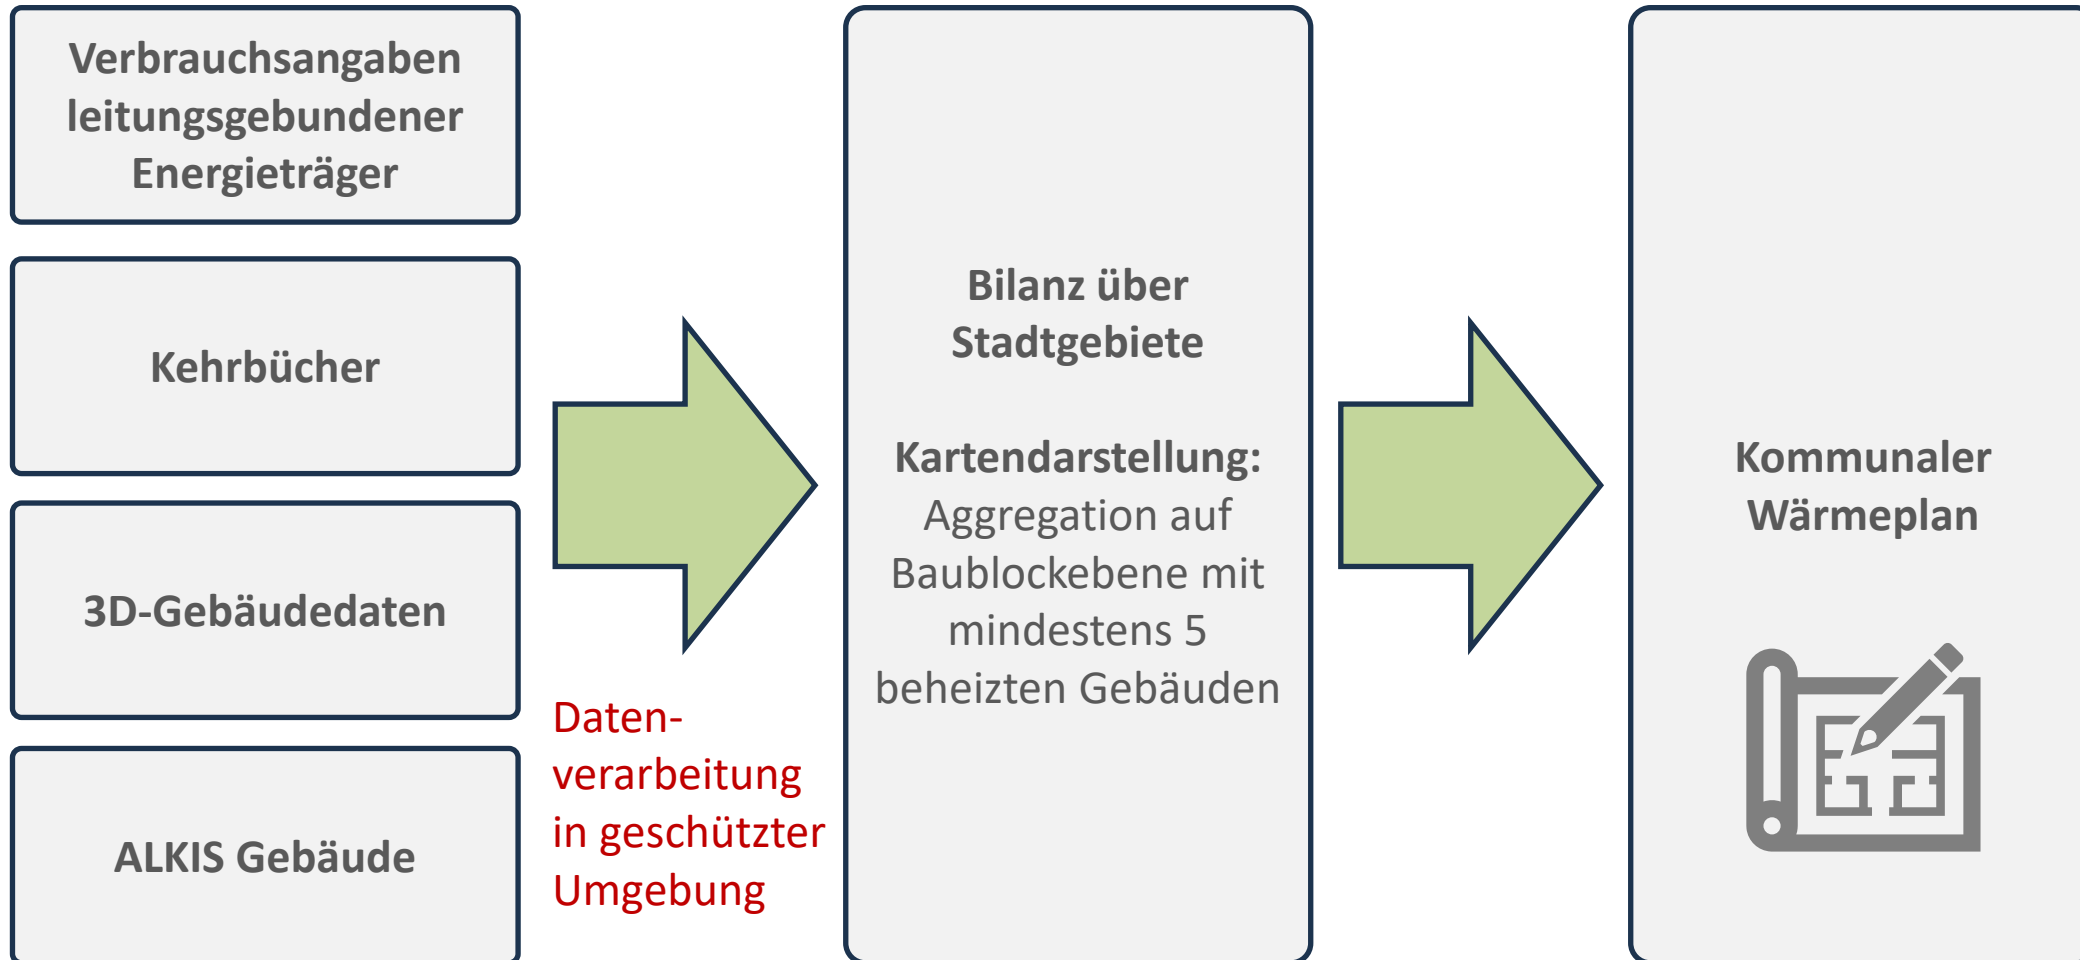 Verbrauchsangaben
leitungsgebundener
Energieträger
Kehrbücher
3D-Gebäudedaten
ALKIS Gebäude
Daten-
verarbeitung
in geschützter
Umgebung
Bilanz über
Stadtgebiete
Kartendarstellung:
Aggregation auf
Baublockebene mit
mindestens 5
beheizten Gebäuden
Kommunaler
Wärmeplan